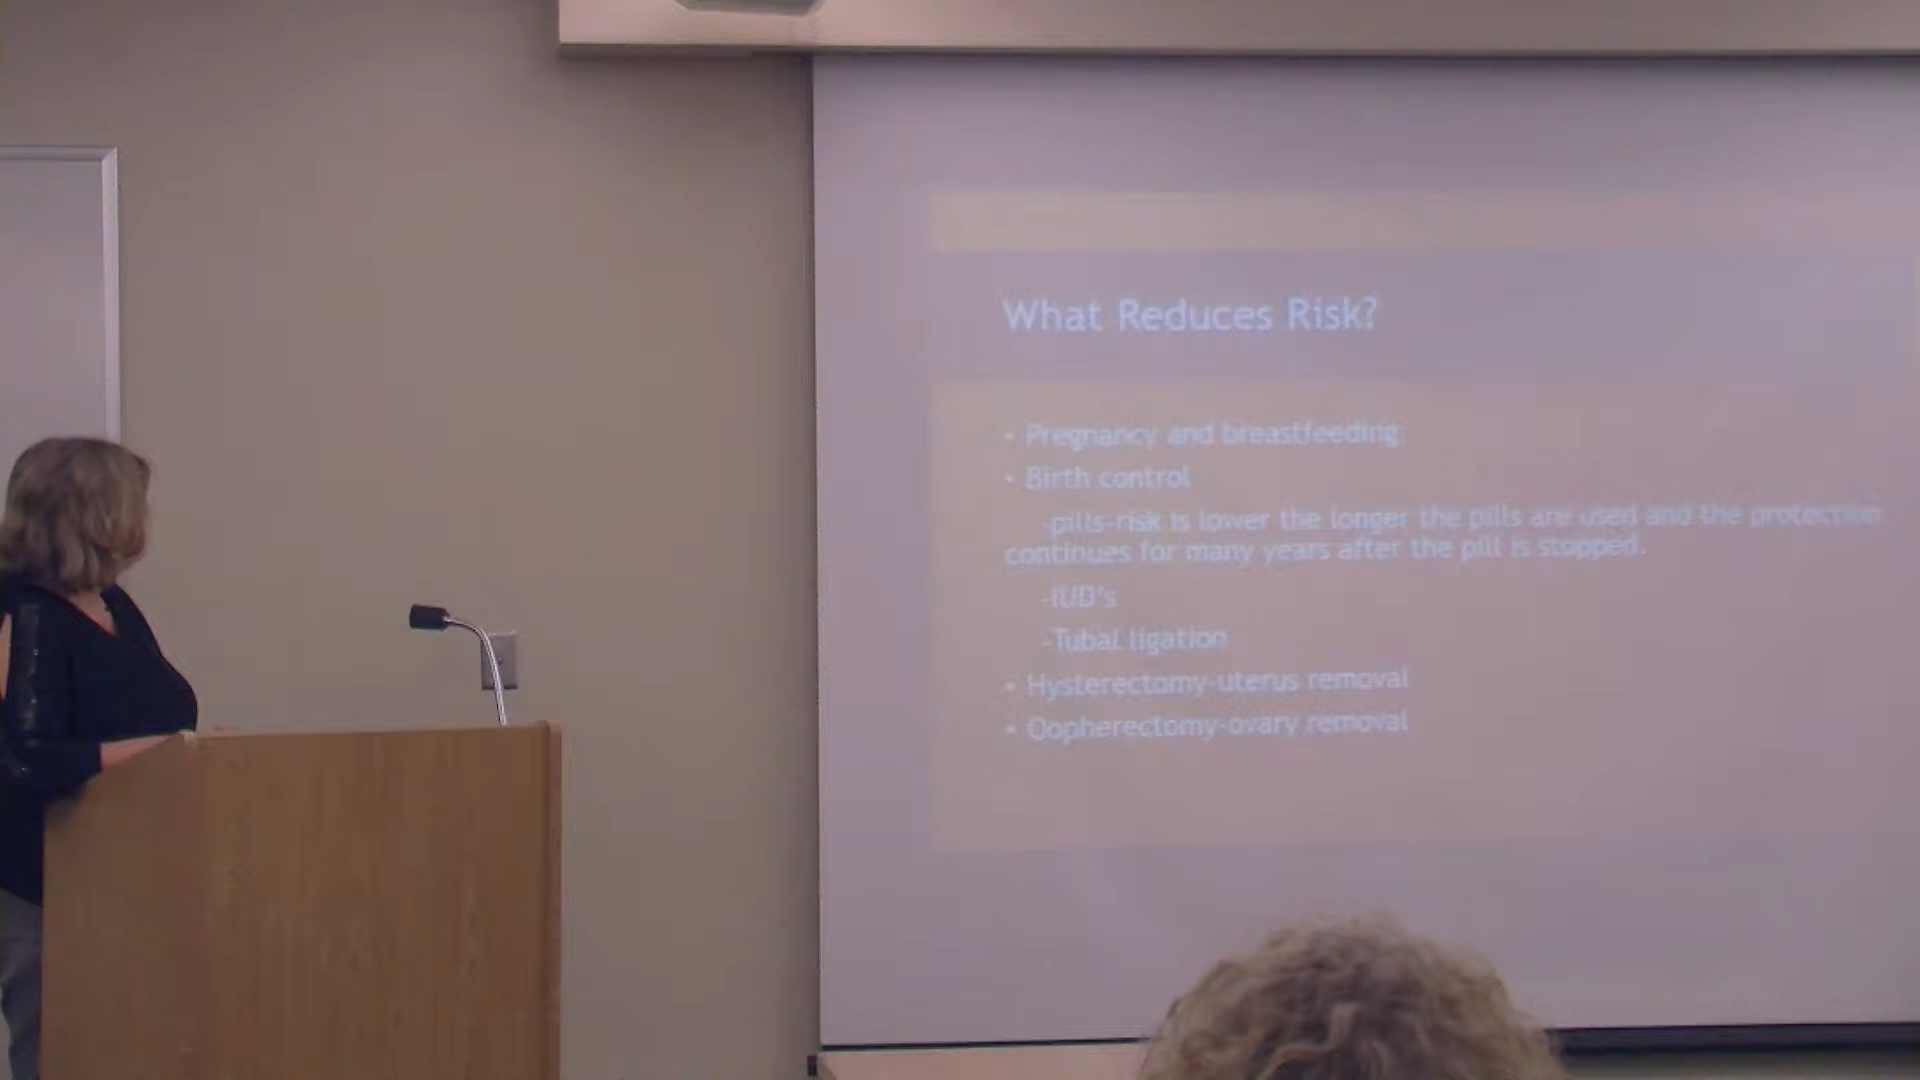 What Reduces Risk?
• Pregnancy and breastfeeding
• Birth control
-pills-risk is lower the longer the pills are used and the protection
continues for many years after the pill is stopped.
-IUD's
-Tubal ligation
• Hysterectomy-uterus removal
• Oopherectomy-ovary removal